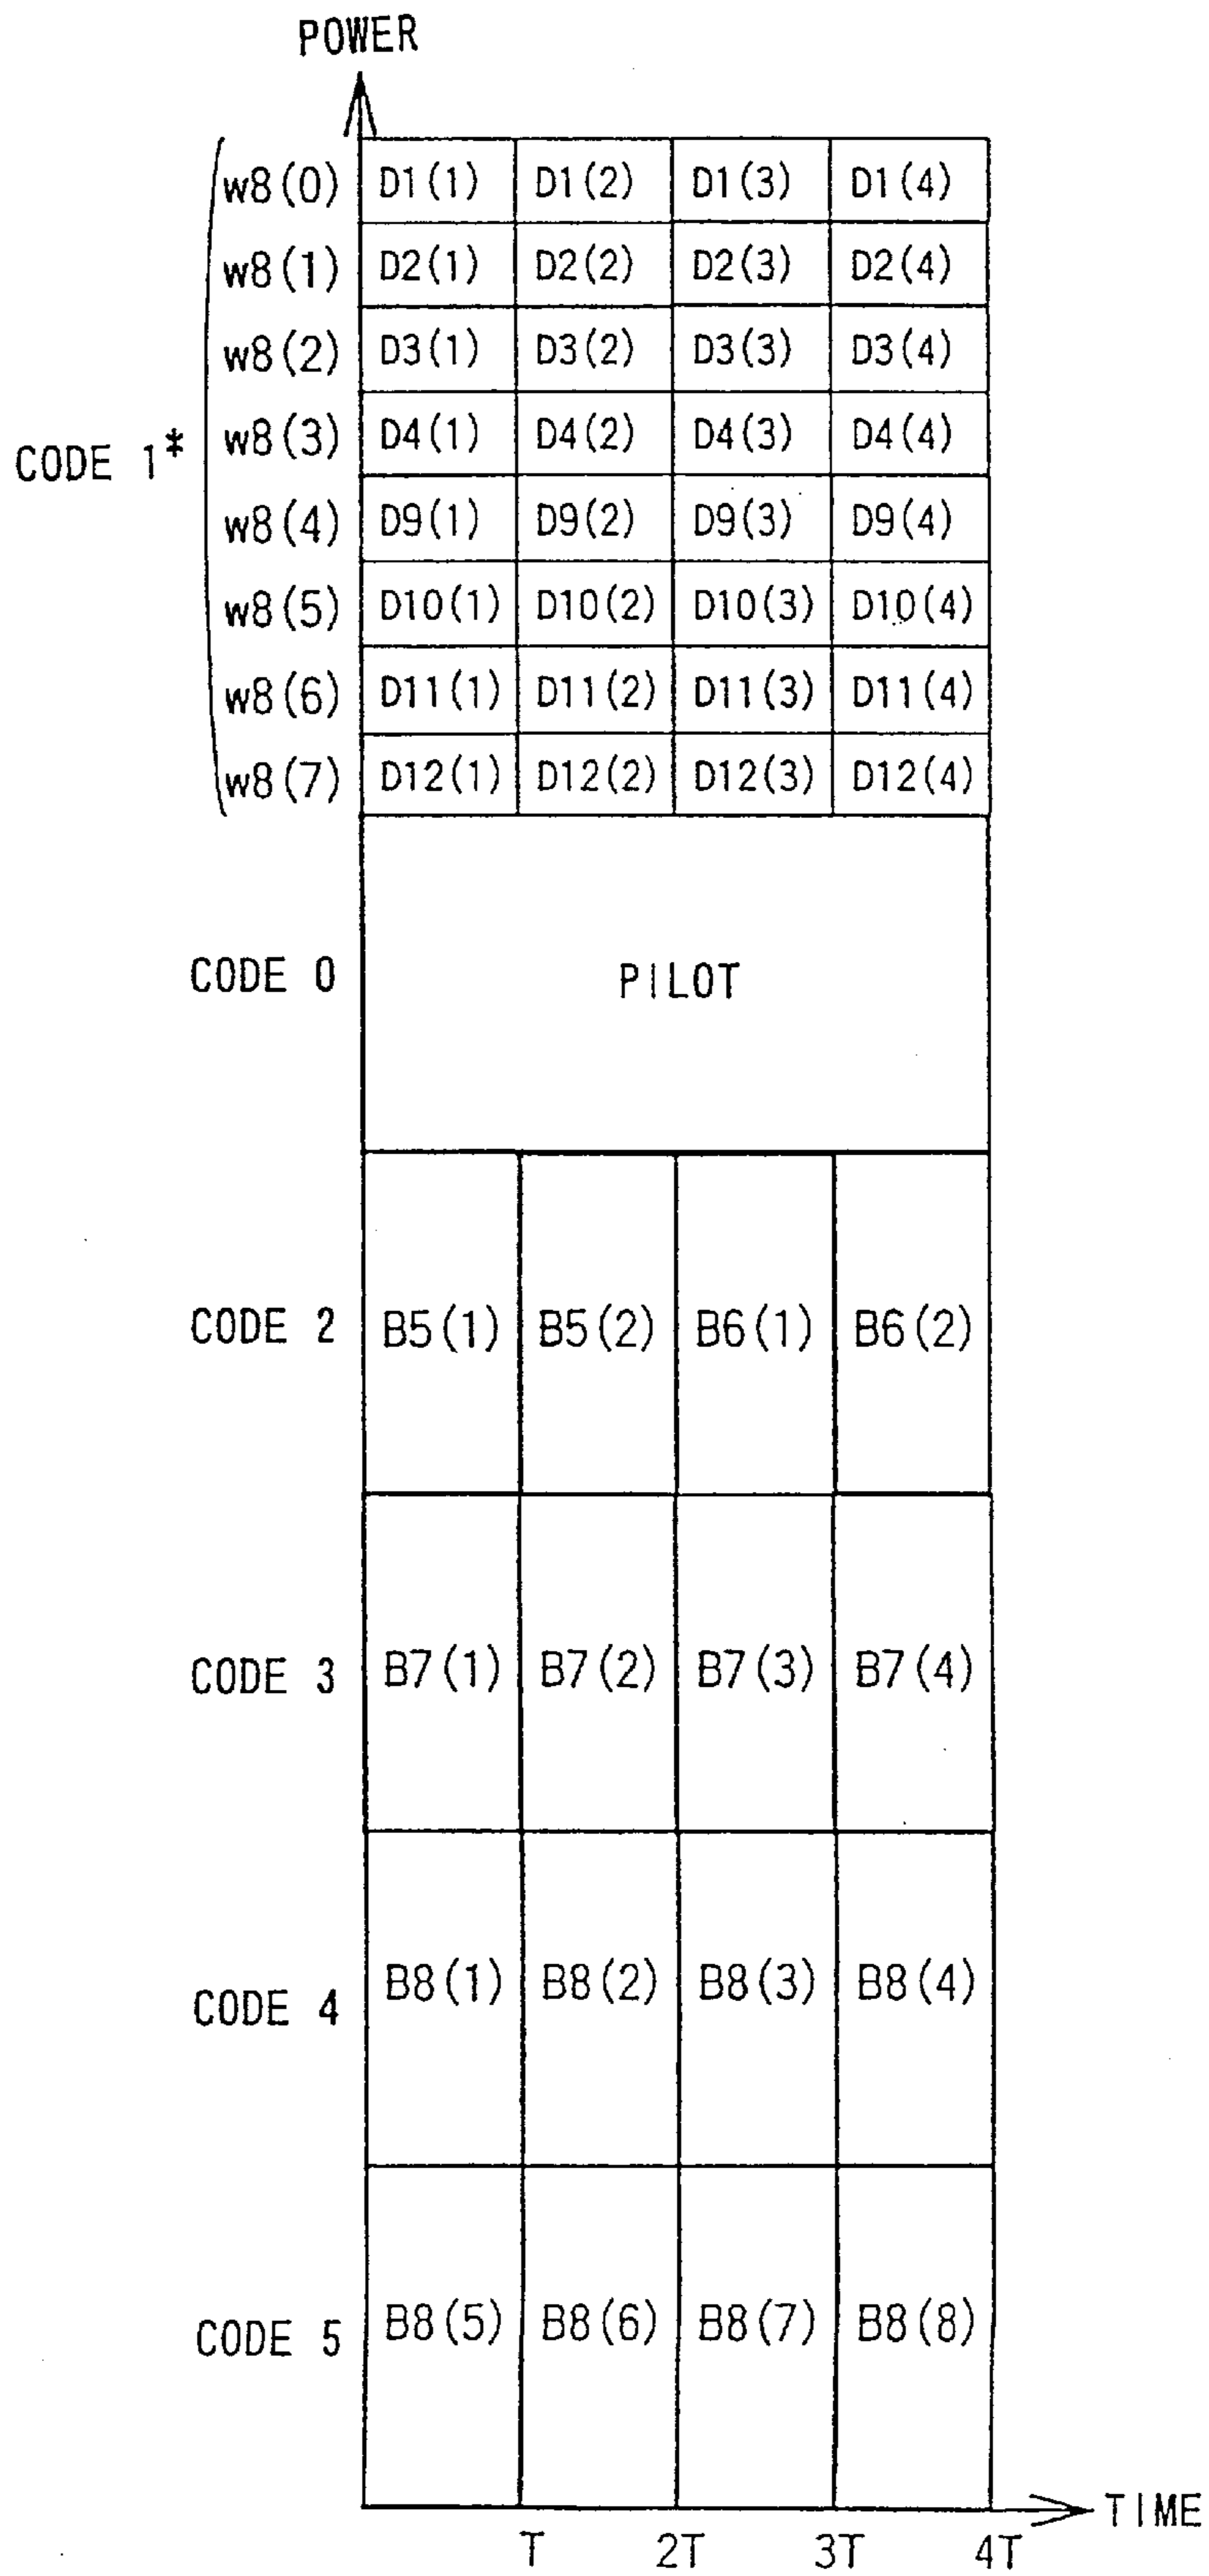 POWER
w8(0) D1(1) D1(2) D1(3) D1(4)
w8(1) D2(1) D2(2) D2(3) D2(4)
w8(2) D3(1) D3(2) D3(3) D3(4)
CODE 1* w8(3) D4(1) D4(2) D4(3) D4(4)
w8(4) D9(1) D9(2) D9(3) D9(4)
w8(5) D10(1) D10(2) D10(3) D10(4)
w8(6) D11(1) D11(2) D11(3) D11(4)
w8(7) D12(1) D12(2) D12(3) D12(4)
CODE 0 PILOT
CODE 2 B5(1) B5(2) B6(1) B6(2)
CODE 3 B7(1) B7(2) B7(3) B7(4)
CODE 4 B8(1) B8(2) B8(3) B8(4)
CODE 5 B8(5) B8(6) B8(7) B8(8)
TIME
T 2T 3T 4T